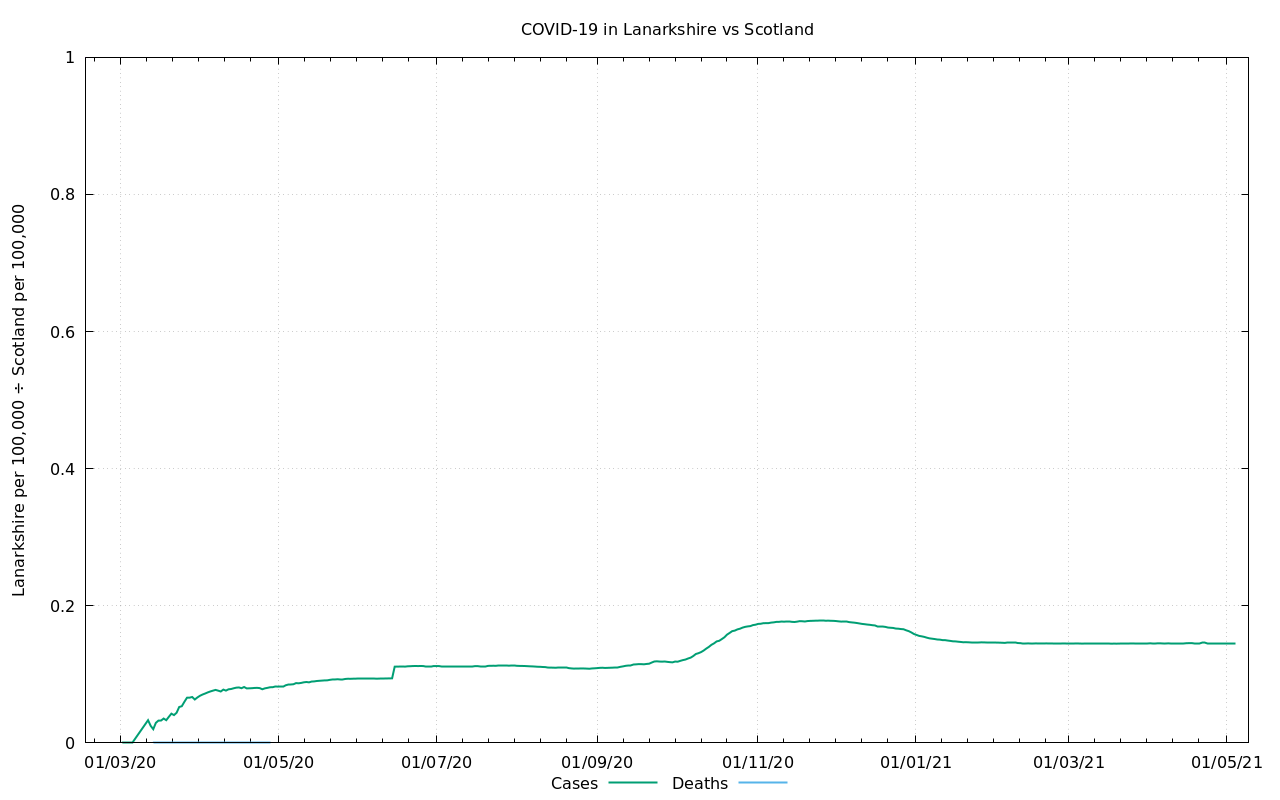 COVID-19 in Lanarkshire vs Scotland
Lanarkshire per 100,000 ÷ Scotland per 100,000
1
0.8
0.6
0.4
0.2
0
01/03/20 01/05/20 01/07/20 01/09/20 01/11/20 01/01/21 01/03/21 01/05/21
Cases Deaths